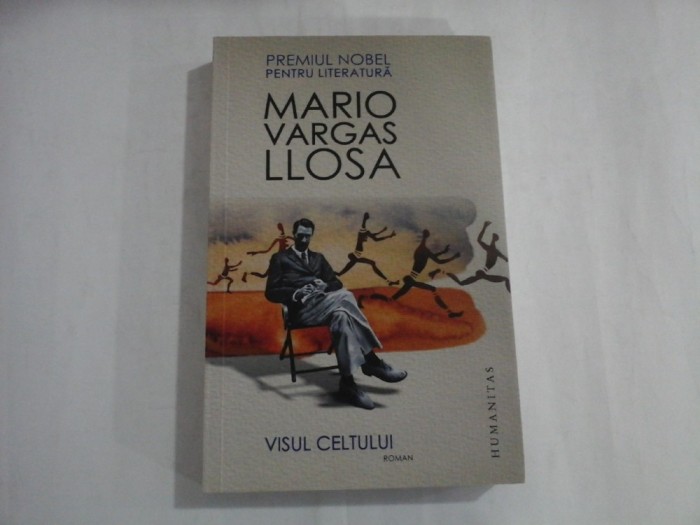 PREMIUL NOBEL
PENTRU LITERATURĂ
MARIO
VARGAS
LLOSA
VISUL CELTULUI
ROMAN
HUMANITAS